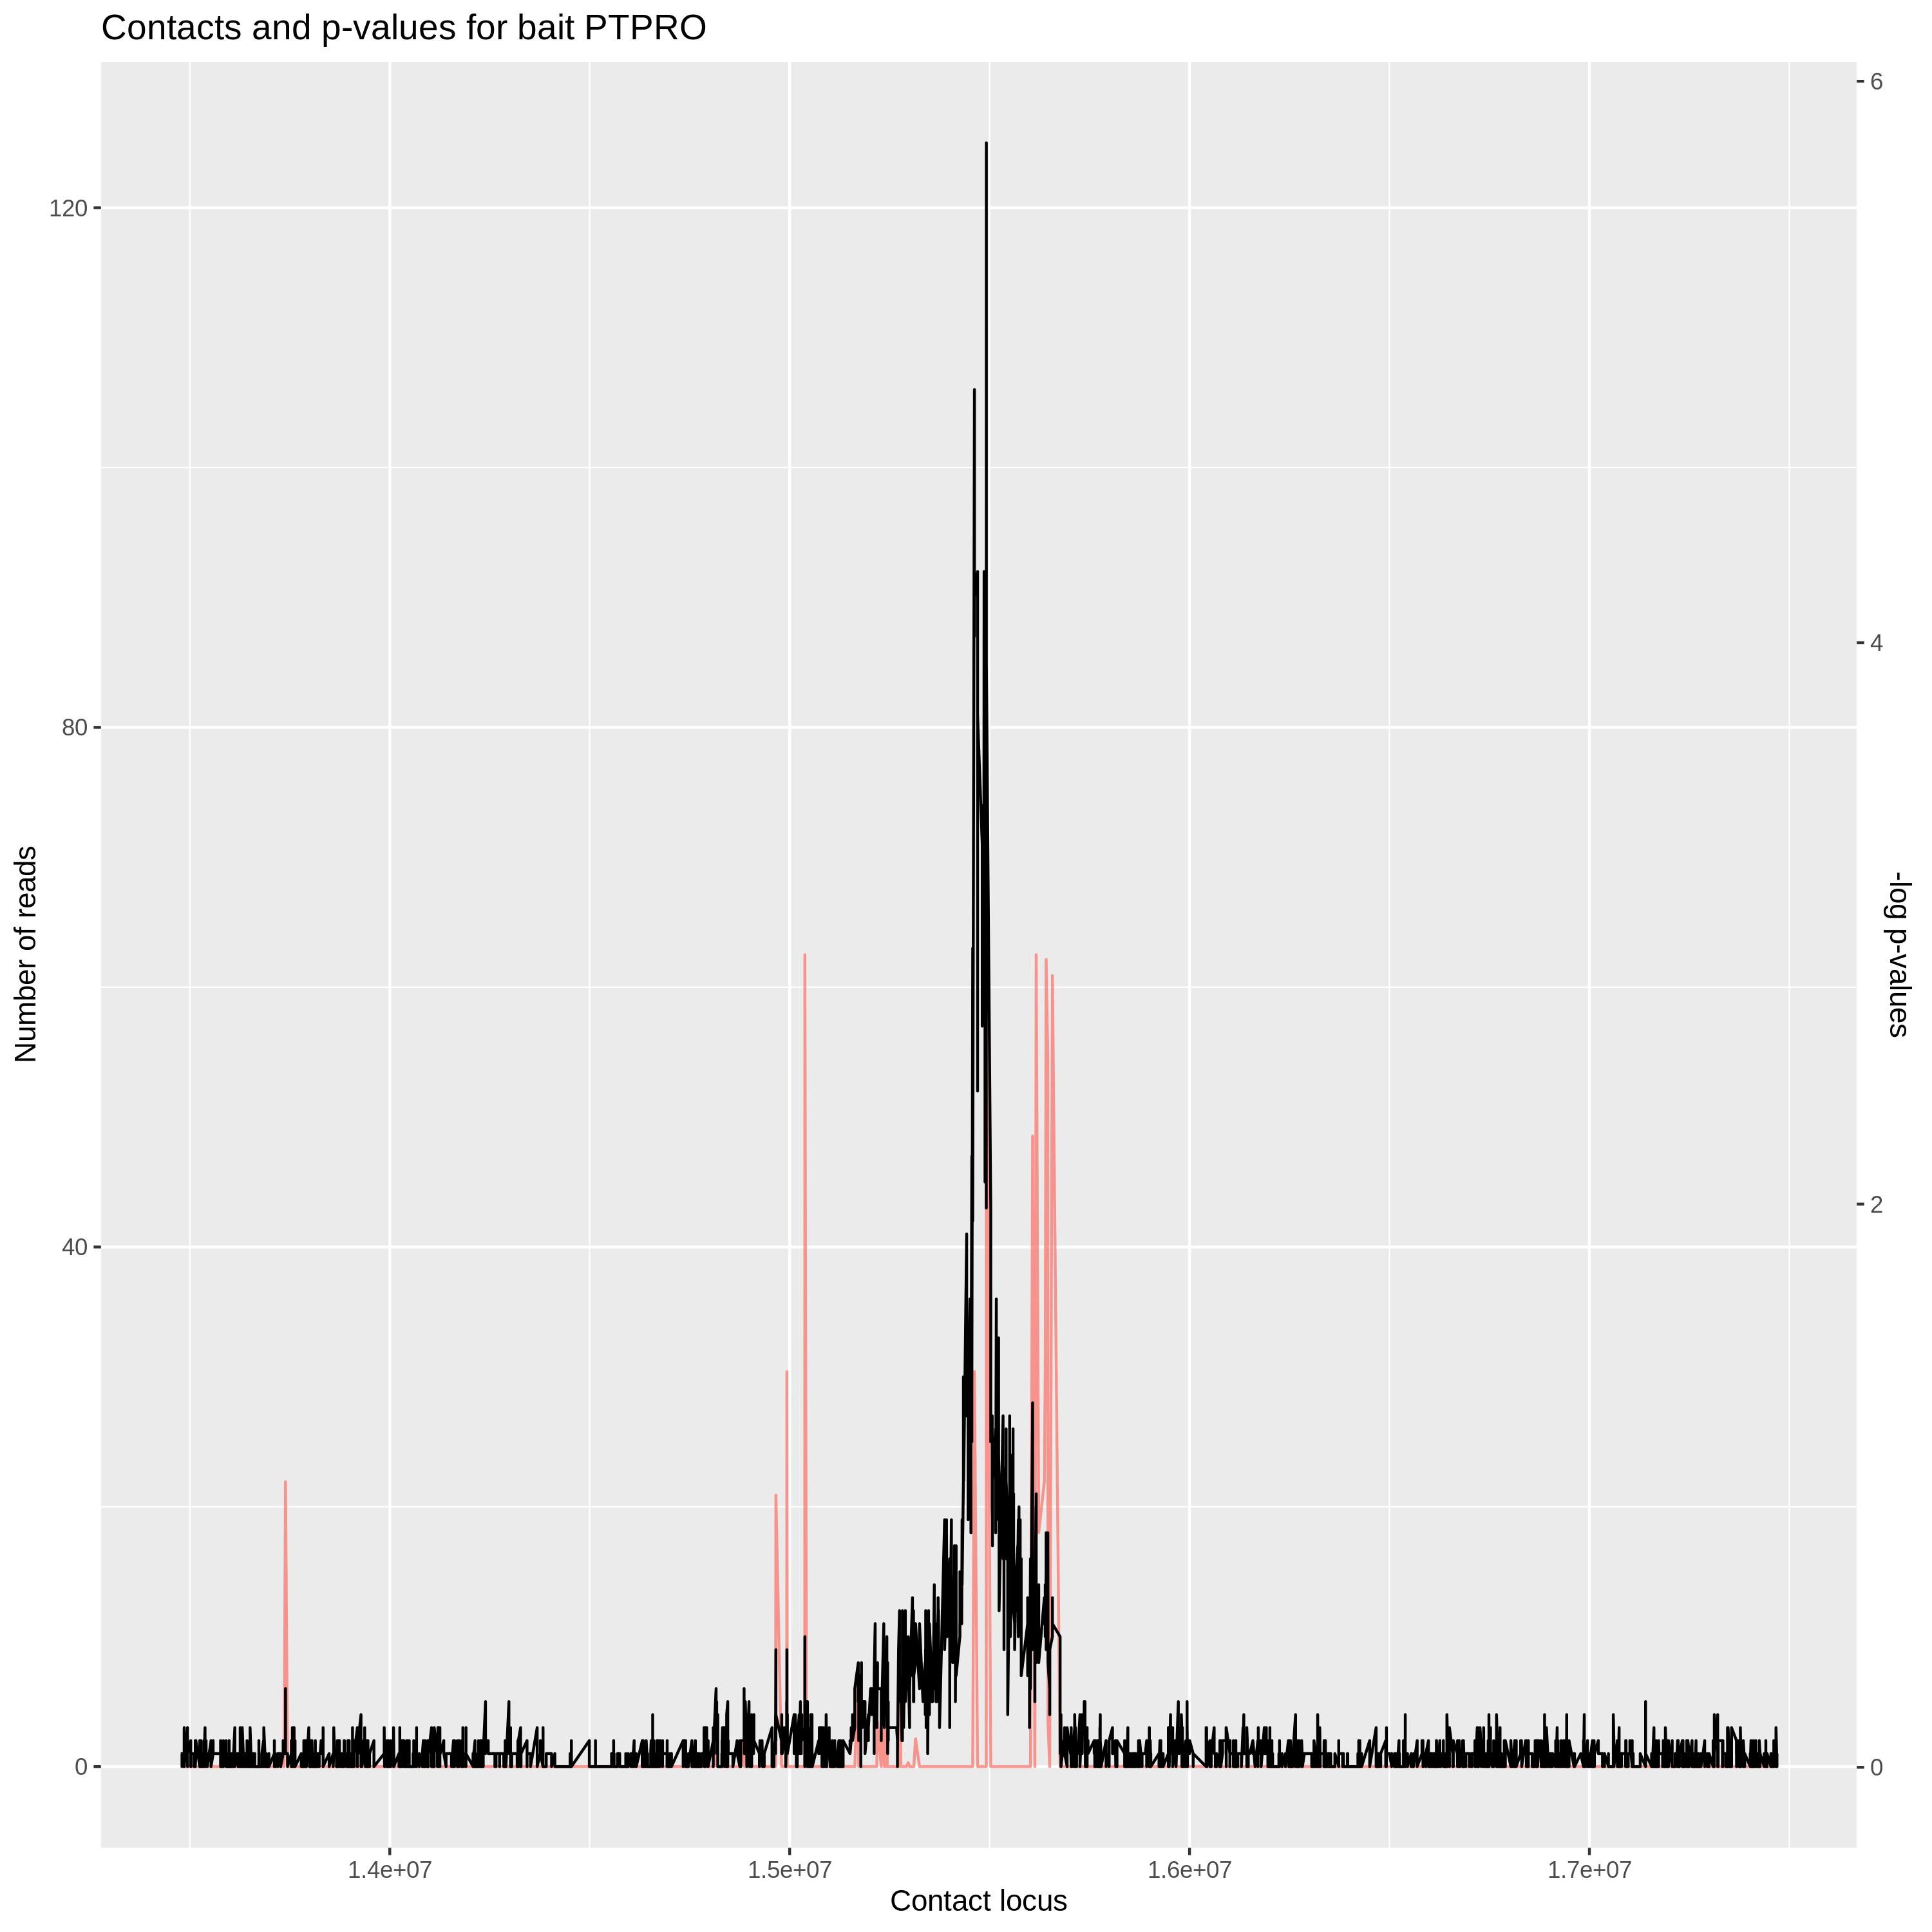 Contacts and p-values for bait PTPRO
6
120
4
80
Number of reads
-log p-values
2
40
0
0
1.4e+07
1.5e+07
1.6e+07
1.7e+07
Contact locus